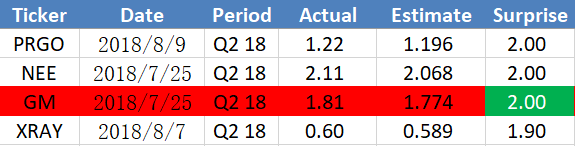 Ticker Date Period Actual Estimate Surprise
PRGO 2018/8/9 Q2 18 1.22 1.196 2.00
NEE 2018/7/25 Q2 18 2.11 2.068 2.00
GM 2018/7/25 Q2 18 1.81 1.774 2.00
XRAY 2018/8/7 Q2 18 0.60 0.589 1.90